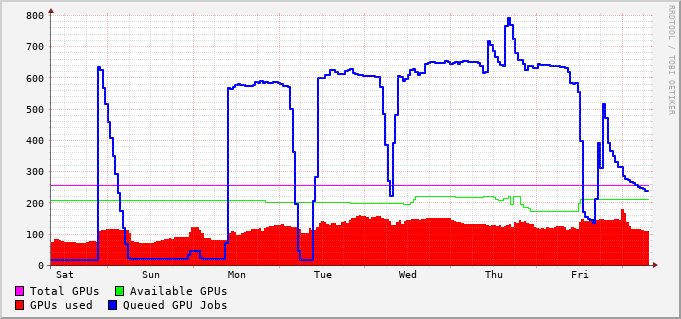 800
700
600
500
400
300
200
100
0
Sat Sun Mon Tue Wed Thu Fri
Total GPUs Available GPUs
GPUs used Queued GPU Jobs
RRDTOOL / TOBI OETIKER